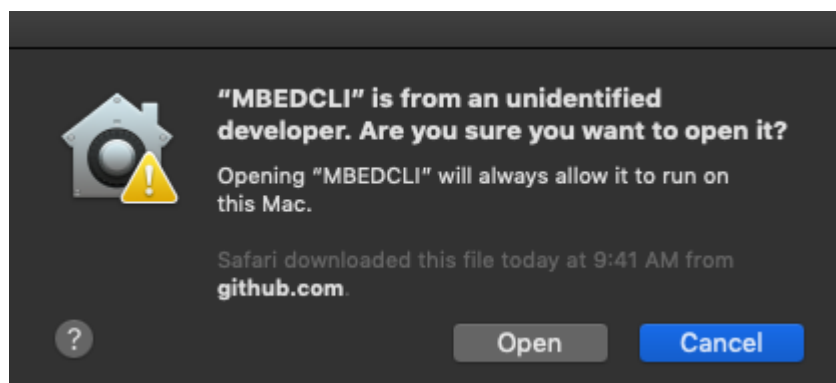 “MBEDCLI” is from an unidentified
developer. Are you sure you want to open it?
Opening “MBEDCLI” will always allow it to run on
this Mac.
Safari downloaded this file today at 9:41 AM from
github.com.
?
Open
Cancel